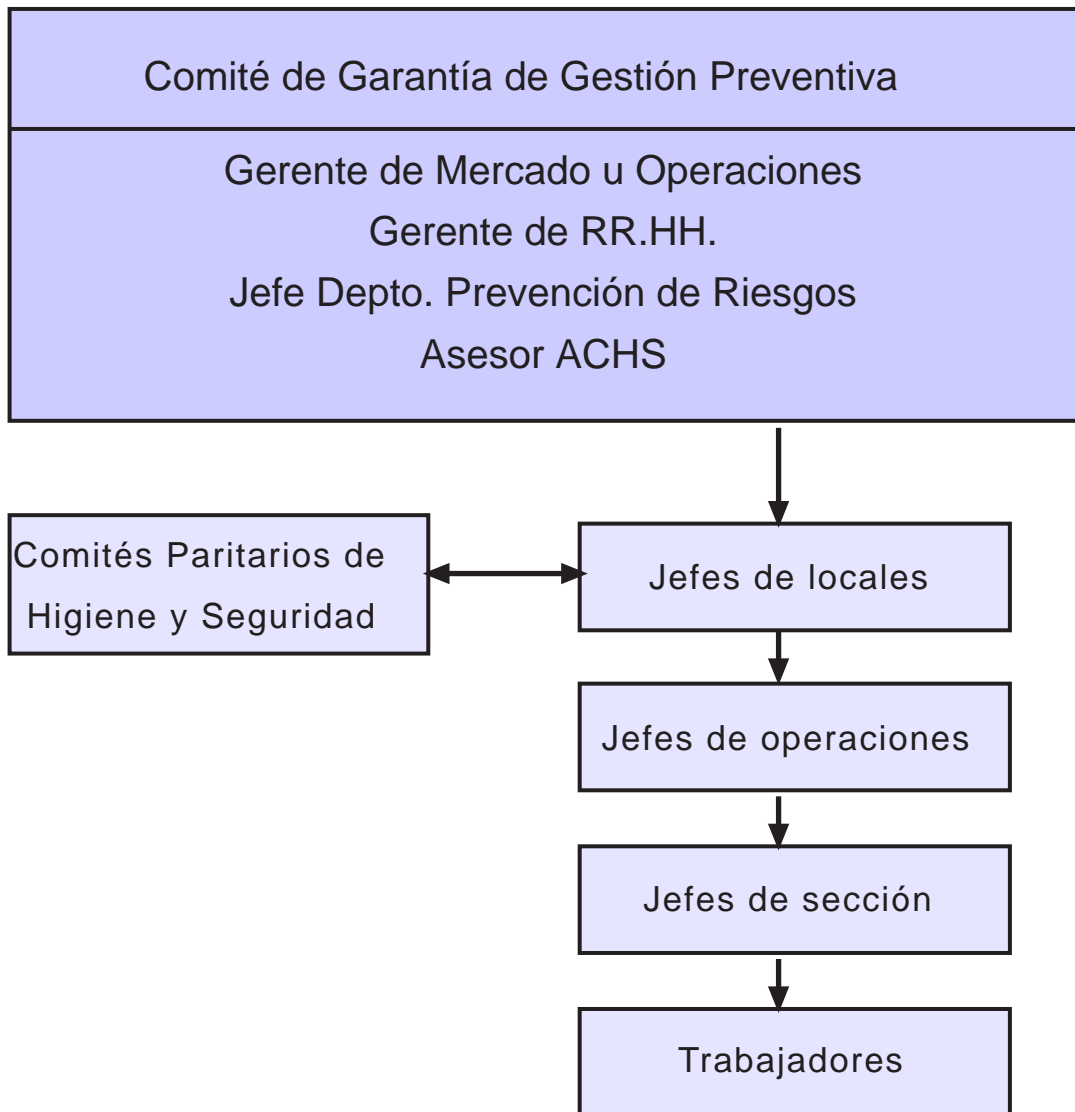 Comité de Garantía de Gestión Preventiva
Gerente de Mercado u Operaciones
Gerente de RR.HH.
Jefe Depto. Prevención de Riesgos
Asesor ACHS
Comités Paritarios de
Higiene y Seguridad
Jefes de locales
Jefes de operaciones
Jefes de sección
Trabajadores